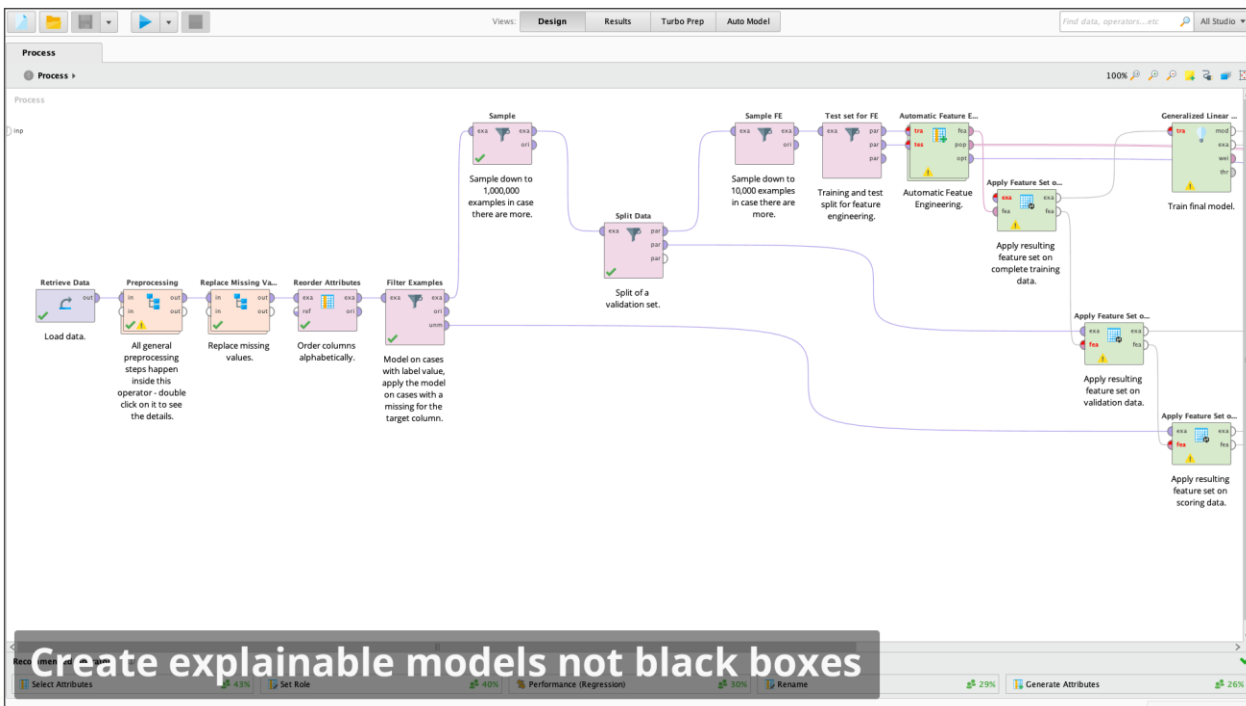 Views: Design Results Turbo Prep Auto Model Find data, operators...etc All Studio
Process
Process
100%
Process
inp
Sample
exa exa
ori
Sample down to
1,000,000
examples in case
there are more.
Split Data
exa par
par
par
Split of a
validation set.
Sample FE
exa exa
ori
Sample down to
10,000 examples
in case there are
more.
Test set for FE
exa par
par
par
Training and test
split for feature
engineering.
Automatic Feature E...
tra fea
tes pop
opt
Automatic Featue
Engineering.
Generalized Linear ...
tra mod
exa
wei
thr
Train final model.
Apply Feature Set o...
exa exa
fea fea
Apply resulting
feature set on
complete training
data.
Retrieve Data
out
Load data.
Preprocessing
in out
in out
All general
preprocessing
steps happen
inside this
operator - double
click on it to see
the details.
Replace Missing Va...
in out
in out
Replace missing
values.
Reorder Attributes
exa exa
ref ori
Order columns
alphabetically.
Filter Examples
exa exa
ori
unm
Model on cases
with label value,
apply the model
on cases with a
missing for the
target column.
Apply Feature Set o...
exa exa
fea fea
Apply resulting
feature set on
validation data.
Apply Feature Set o...
exa exa
fea fea
Apply resulting
feature set on
scoring data.
Create explainable models not black boxes
Select Attributes 43% Set Role 40% Performance (Regression) 30% Rename 29% Generate Attributes 26%